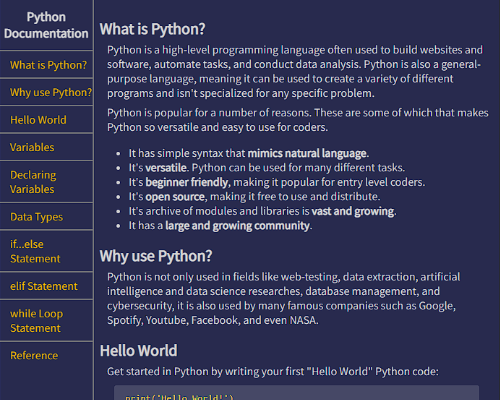 Python
Documentation
What is Python?
Why use Python?
Hello World
Variables
Declaring
Variables
Data Types
if...else
Statement
elif Statement
while Loop
Statement
Reference
What is Python?
Python is a high-level programming language often used to build websites and
software, automate tasks, and conduct data analysis. Python is also a general-
purpose language, meaning it can be used to create a variety of different
programs and isn't specialized for any specific problem.
Python is popular for a number of reasons. These are some of which that makes
Python so versatile and easy to use for coders.
• It has simple syntax that mimics natural language.
• It's versatile. Python can be used for many different tasks.
• It's beginner friendly, making it popular for entry level coders.
• It's open source, making it free to use and distribute.
• It's archive of modules and libraries is vast and growing.
• It has a large and growing community.
Why use Python?
Python is not only used in fields like web-testing, data extraction, artificial
intelligence and data science researches, database management, and
cybersecurity, it is also used by many famous companies such as Google,
Spotify, Youtube, Facebook, and even NASA.
Hello World
Get started in Python by writing your first "Hello World" Python code:
print('Hello World!')